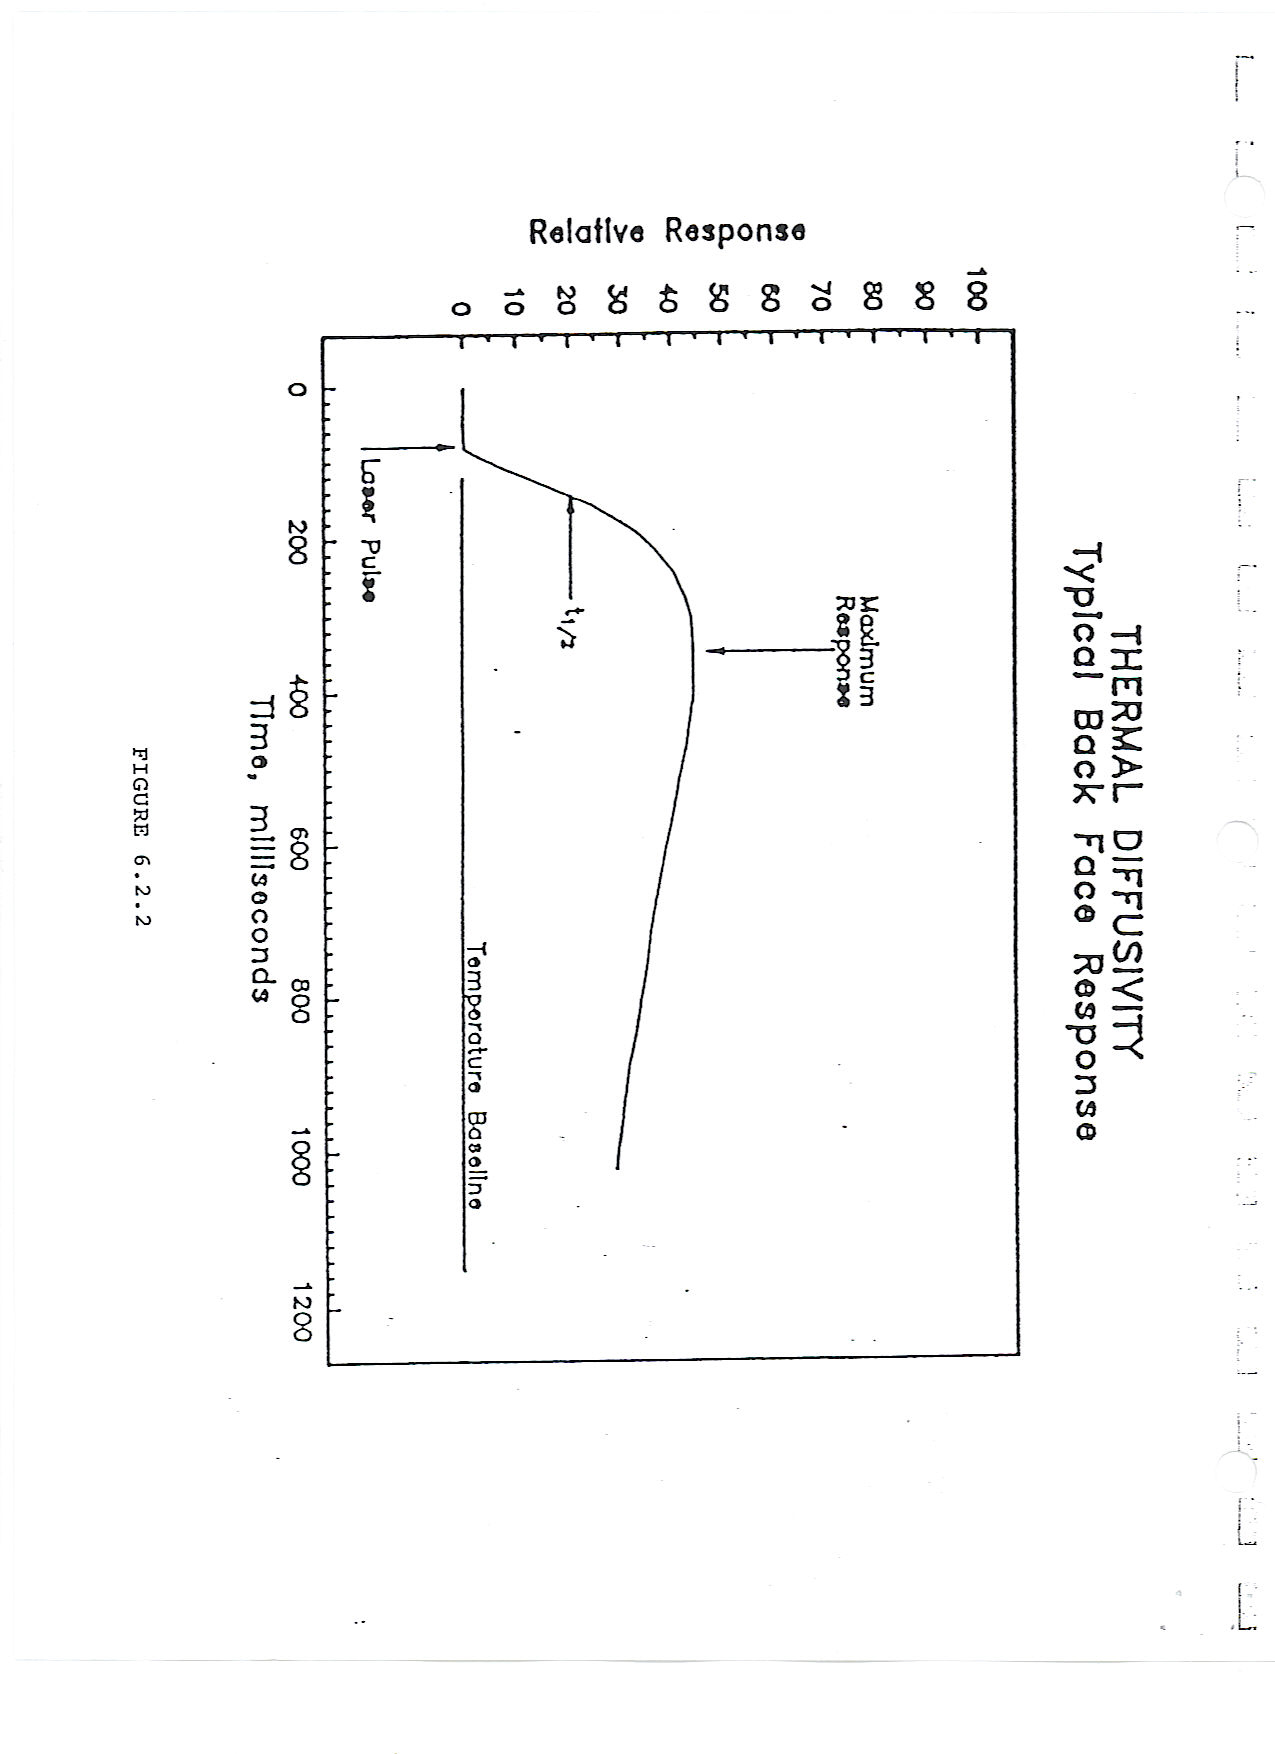 THERMAL DIFFUSIVITY
Typical Back Face Response
Relative Response
100
90
80
70
60
50
40
30
20
10
0
Maximum
Response
t1/2
Laser Pulse
Temperature Baseline
0
200
400
600
800
1000
1200
Time, milliseconds
FIGURE 6.2.2